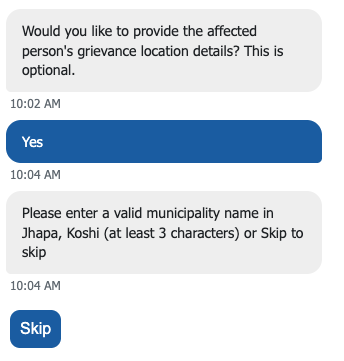 Would you like to provide the affected
person's grievance location details? This is
optional.
10:02 AM
Yes
10:04 AM
Please enter a valid municipality name in
Jhapa, Koshi (at least 3 characters) or Skip to
skip
10:04 AM
Skip